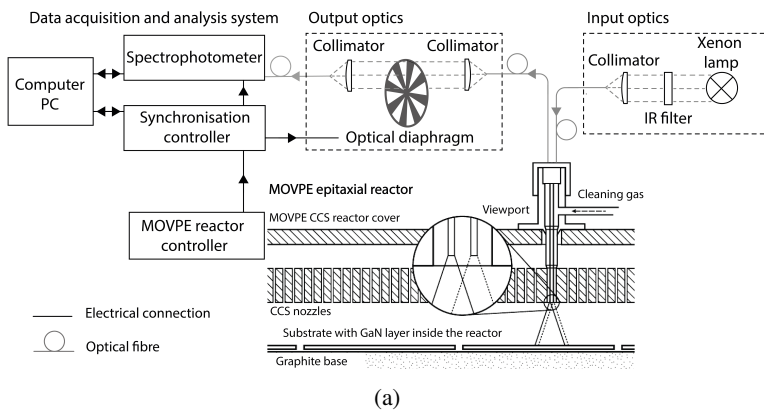 Data acquisition and analysis system
Output optics
Input optics
Spectrophotometer
Collimator
Collimator
Collimator
Xenon
lamp
Computer
PC
Synchronisation
controller
Optical diaphragm
IR filter
MOVPE epitaxial reactor
Cleaning gas
Viewport
MOVPE CCS reactor cover
MOVPE reactor
controller
CCS nozzles
Electrical connection
Optical fibre
Substrate with GaN layer inside the reactor
Graphite base
(a)